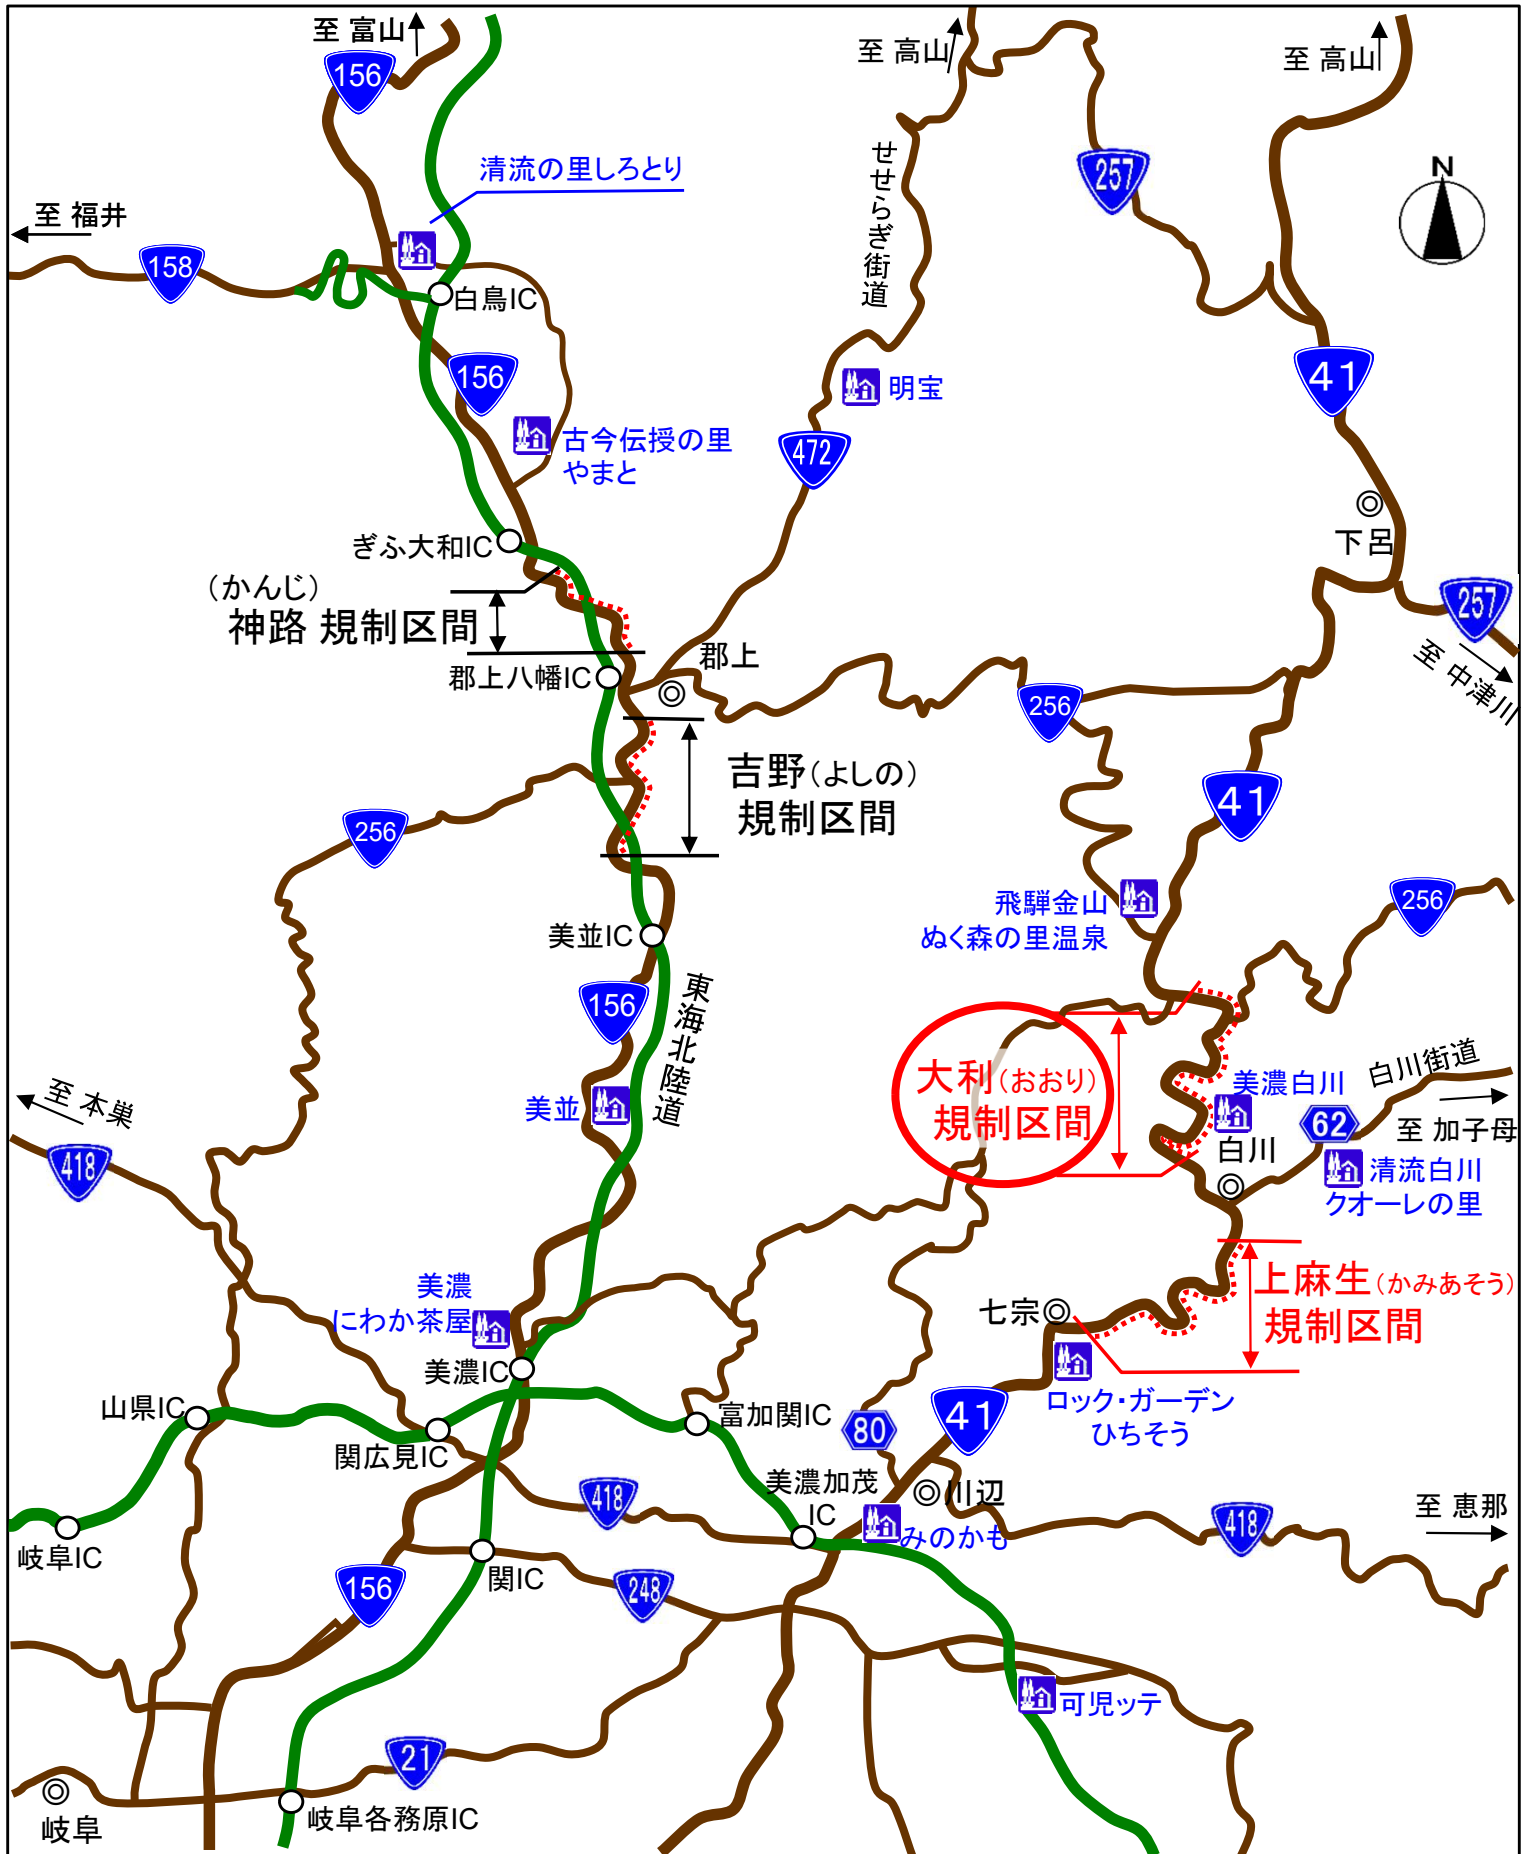 至 富山
156
至 高山
至 高山
清流の里しろとり
せせらぎ街道
257
N
至 福井
158
白鳥IC
156
41
明宝
古今伝授の里
やまと
472
下呂
ぎふ大和IC
(かんじ)
神路 規制区間
257
至 中津川
郡上
郡上八幡IC
256
吉野(よしの)
規制区間
41
256
飛騨金山
ぬく森の里温泉
256
美並IC
東海北陸道
156
大利(おおり)
規制区間
美濃白川
白川街道
至 本巣
美並
62
至 加子母
白川
418
清流白川
クオーレの里
上麻生(かみあそう)
規制区間
美濃
にわか茶屋
七宗
美濃IC
ロック・ガーデン
ひちそう
山県IC
富加関IC
41
80
関広見IC
美濃加茂
IC
川辺
418
至 恵那
みのかも
418
岐阜IC
関IC
156
248
可児ッテ
21
岐阜各務原IC
岐阜